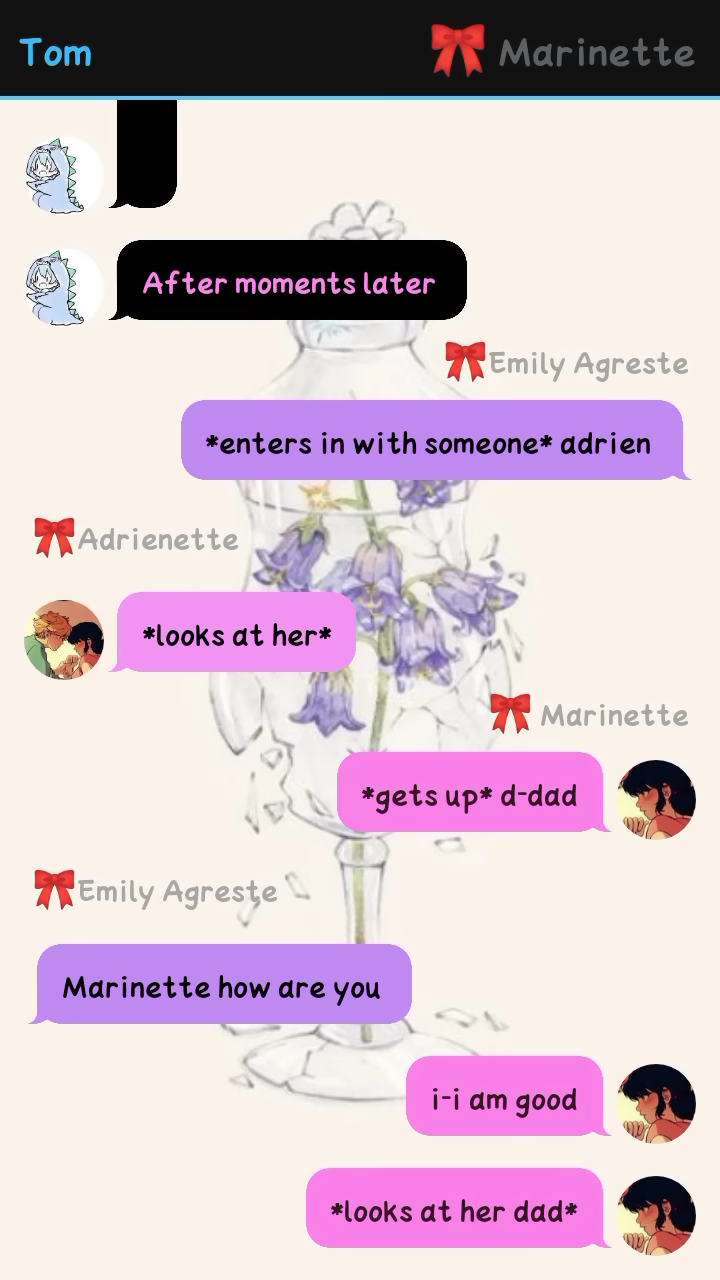 Tom
🎀 Marinette
After moments later
🎀Emily Agreste
*enters in with someone* adrien
🎀Adrienette
*looks at her*
🎀 Marinette
*gets up* d-dad
🎀Emily Agreste
Marinette how are you
i-i am good
*looks at her dad*